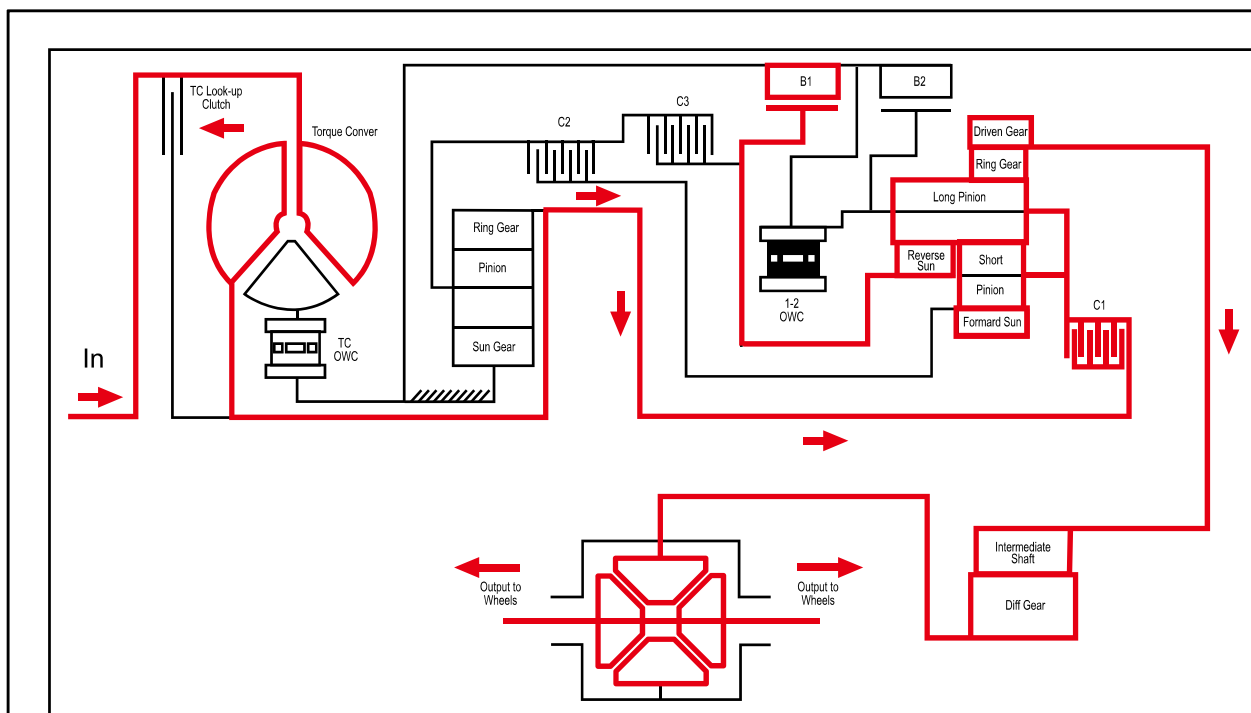 TC Look-up
Clutch
Torque Conver
In
TC
OWC
C2
C3
Ring Gear
Pinion
Sun Gear
B1
B2
1-2
OWC
Driven Gear
Ring Gear
Long Pinion
Reverse
Sun
Short
Pinion
Formard Sun
C1
Output to
Wheels
Output to
Wheels
Intermediate
Shaft
Diff Gear